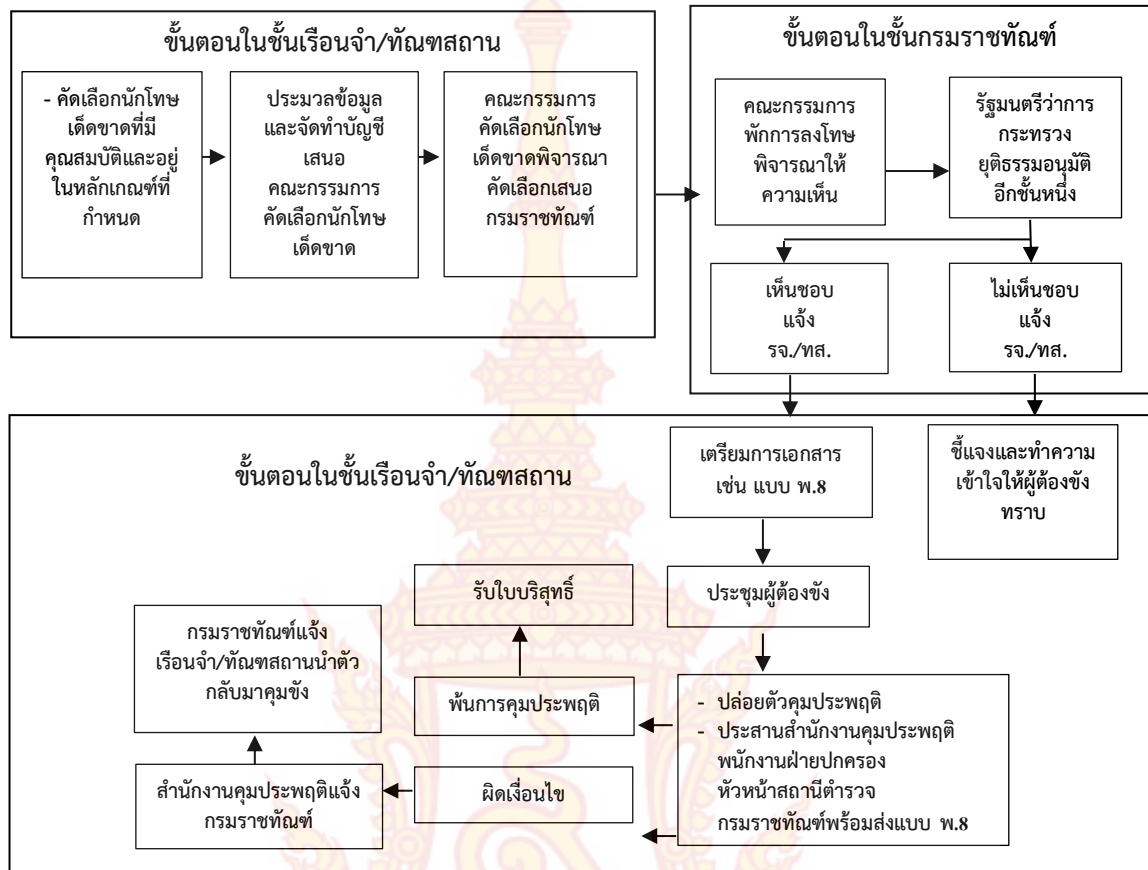 ขั้นตอนในชั้นเรือนจำ/ทัณฑสถาน
- คัดเลือกนักโทษ
เด็ดขาดที่มี
คุณสมบัติและอยู่
ในหลักเกณฑ์ที่
กำหนด
ประมวลข้อมูล
และจัดทำบัญชี
เสนอ
คณะกรรมการ
คัดเลือกนักโทษ
เด็ดขาด
คณะกรรมการ
คัดเลือกนักโทษ
เด็ดขาดพิจารณา
คัดเลือกเสนอ
กรมราชทัณฑ์
ขั้นตอนในชั้นกรมราชทัณฑ์
คณะกรรมการ
พักการลงโทษ
พิจารณาให้
ความเห็น
รัฐมนตรีว่าการ
กระทรวง
ยุติธรรมอนุมัติ
อีกชั้นหนึ่ง
เห็นชอบ
แจ้ง
รจ./ทส.
ไม่เห็นชอบ
แจ้ง
รจ./ทส.
ขั้นตอนในชั้นเรือนจำ/ทัณฑสถาน
เตรียมการเอกสาร
เช่น แบบ พ.8
ชี้แจงและทำความ
เข้าใจให้ผู้ต้องขัง
ทราบ
ประชุมผู้ต้องขัง
- ปล่อยตัวคุมประพฤติ
- ประสานสำนักงานคุมประพฤติ
พนักงานฝ่ายปกครอง
หัวหน้าสถานีตำรวจ
กรมราชทัณฑ์พร้อมส่งแบบ พ.8
รับใบบริสุทธิ์
พ้นการคุมประพฤติ
ผิดเงื่อนไข
กรมราชทัณฑ์แจ้ง
เรือนจำ/ทัณฑสถานนำตัว
กลับมาคุมขัง
สำนักงานคุมประพฤติแจ้ง
กรมราชทัณฑ์